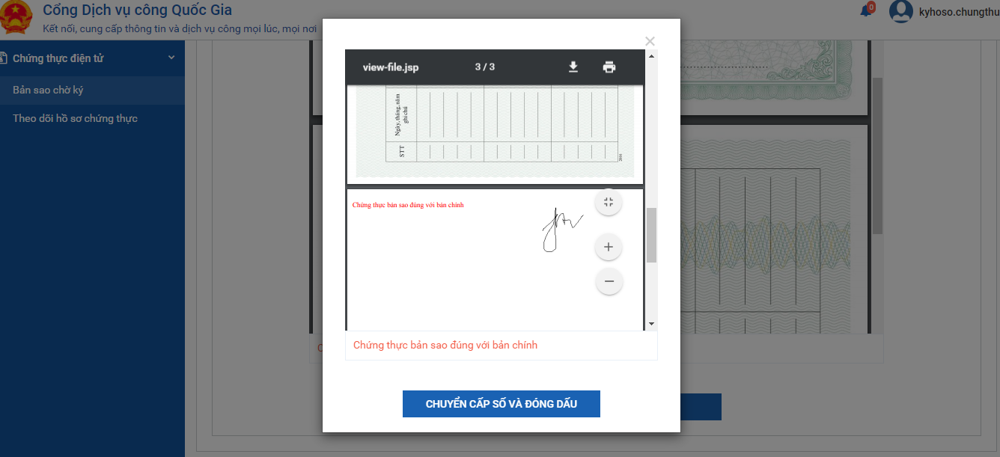 Cổng Dịch vụ công Quốc Gia
Kết nối, cung cấp thông tin và dịch vụ công mọi lúc, mọi nơi
0
kyhoso.chungthu
Chứng thực điện tử
Bản sao chờ ký
Theo dõi hồ sơ chứng thực
×
view-file.jsp
3 / 3
Ngày, tháng, năm
ghi chú
STT
Chứng thực bản sao đúng với bản chính
Chứng thực bản sao đúng với bản chính
CHUYỂN CẤP SỐ VÀ ĐÓNG DẤU